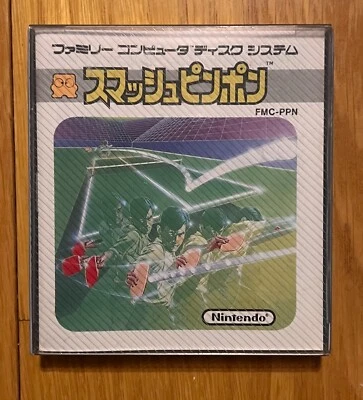 ファミリー コンピュータ ディスク システム
スマッシュピンポン™
FMC-PPN
Nintendo®